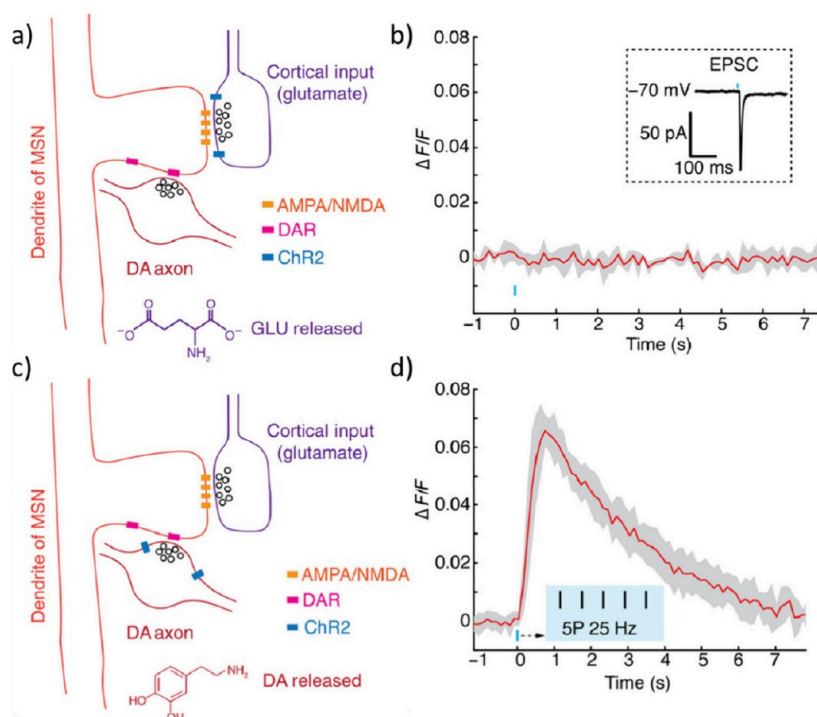 a)
Cortical input
(glutamate)
Dendrite of MSN
AMPA/NMDA
DAR
ChR2
DA axon
O
O
−O
O−
NH₂
GLU released
b)
0.08
0.06
0.04
0.02
0
Δ F/F
EPSC
−70 mV
50 pA
100 ms
-1 0 1 2 3 4 5 6 7
Time (s)
c)
Cortical input
(glutamate)
Dendrite of MSN
AMPA/NMDA
DAR
ChR2
DA axon
NH₂
HO
OH
DA released
d)
0.08
0.06
0.04
0.02
0
Δ F/F
5P 25 Hz
-1 0 1 2 3 4 5 6 7
Time (s)